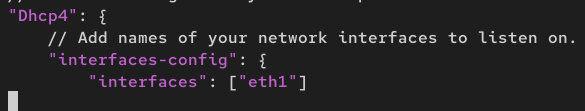 "Dhcp4": {
// Add names of your network interfaces to listen on.
"interfaces-config": {
"interfaces": ["eth1"]